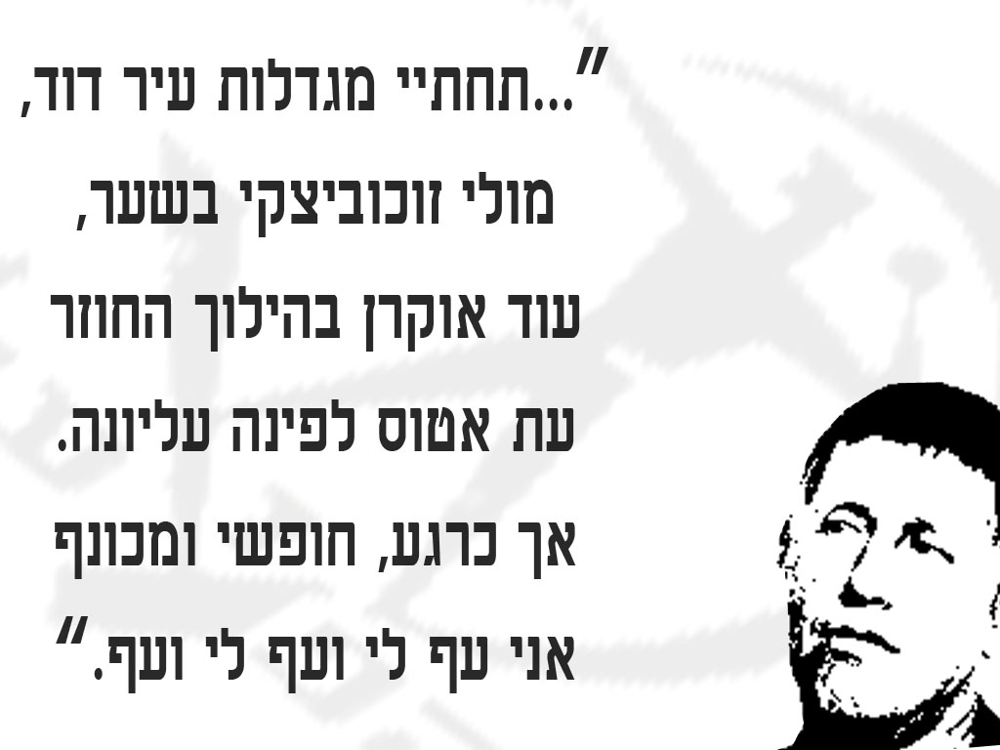 "...תחתיי מגדלות עיר דוד,
מולי זוכוביצקי בשער,
עוד אוקרן בהילוך החוזר
עת אטוס לפינה עליונה.
אך כרגע, חופשי ומכונף
אני עף לי ועף לי ועף."